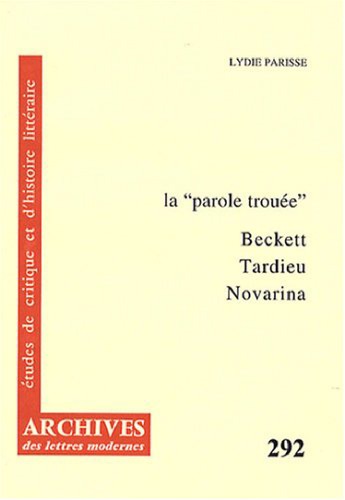 LYDIE PARISSE
études de critique et d'histoire littéraire
la "parole trouée"
Beckett
Tardieu
Novarina
ARCHIVES
des lettres modernes
292